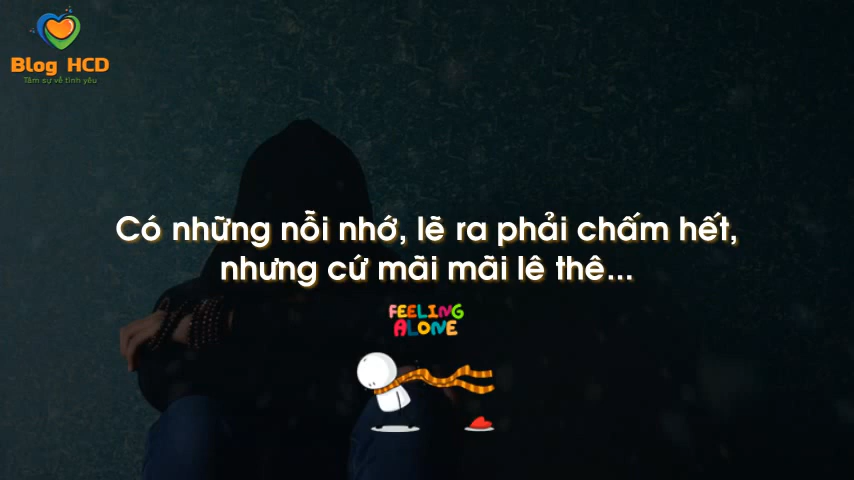 Blog HCD
Tâm sự về tình yêu
Có những nỗi nhớ, lẽ ra phải chấm hết,
nhưng cứ mãi mãi lê thê...
FEELING
ALONE